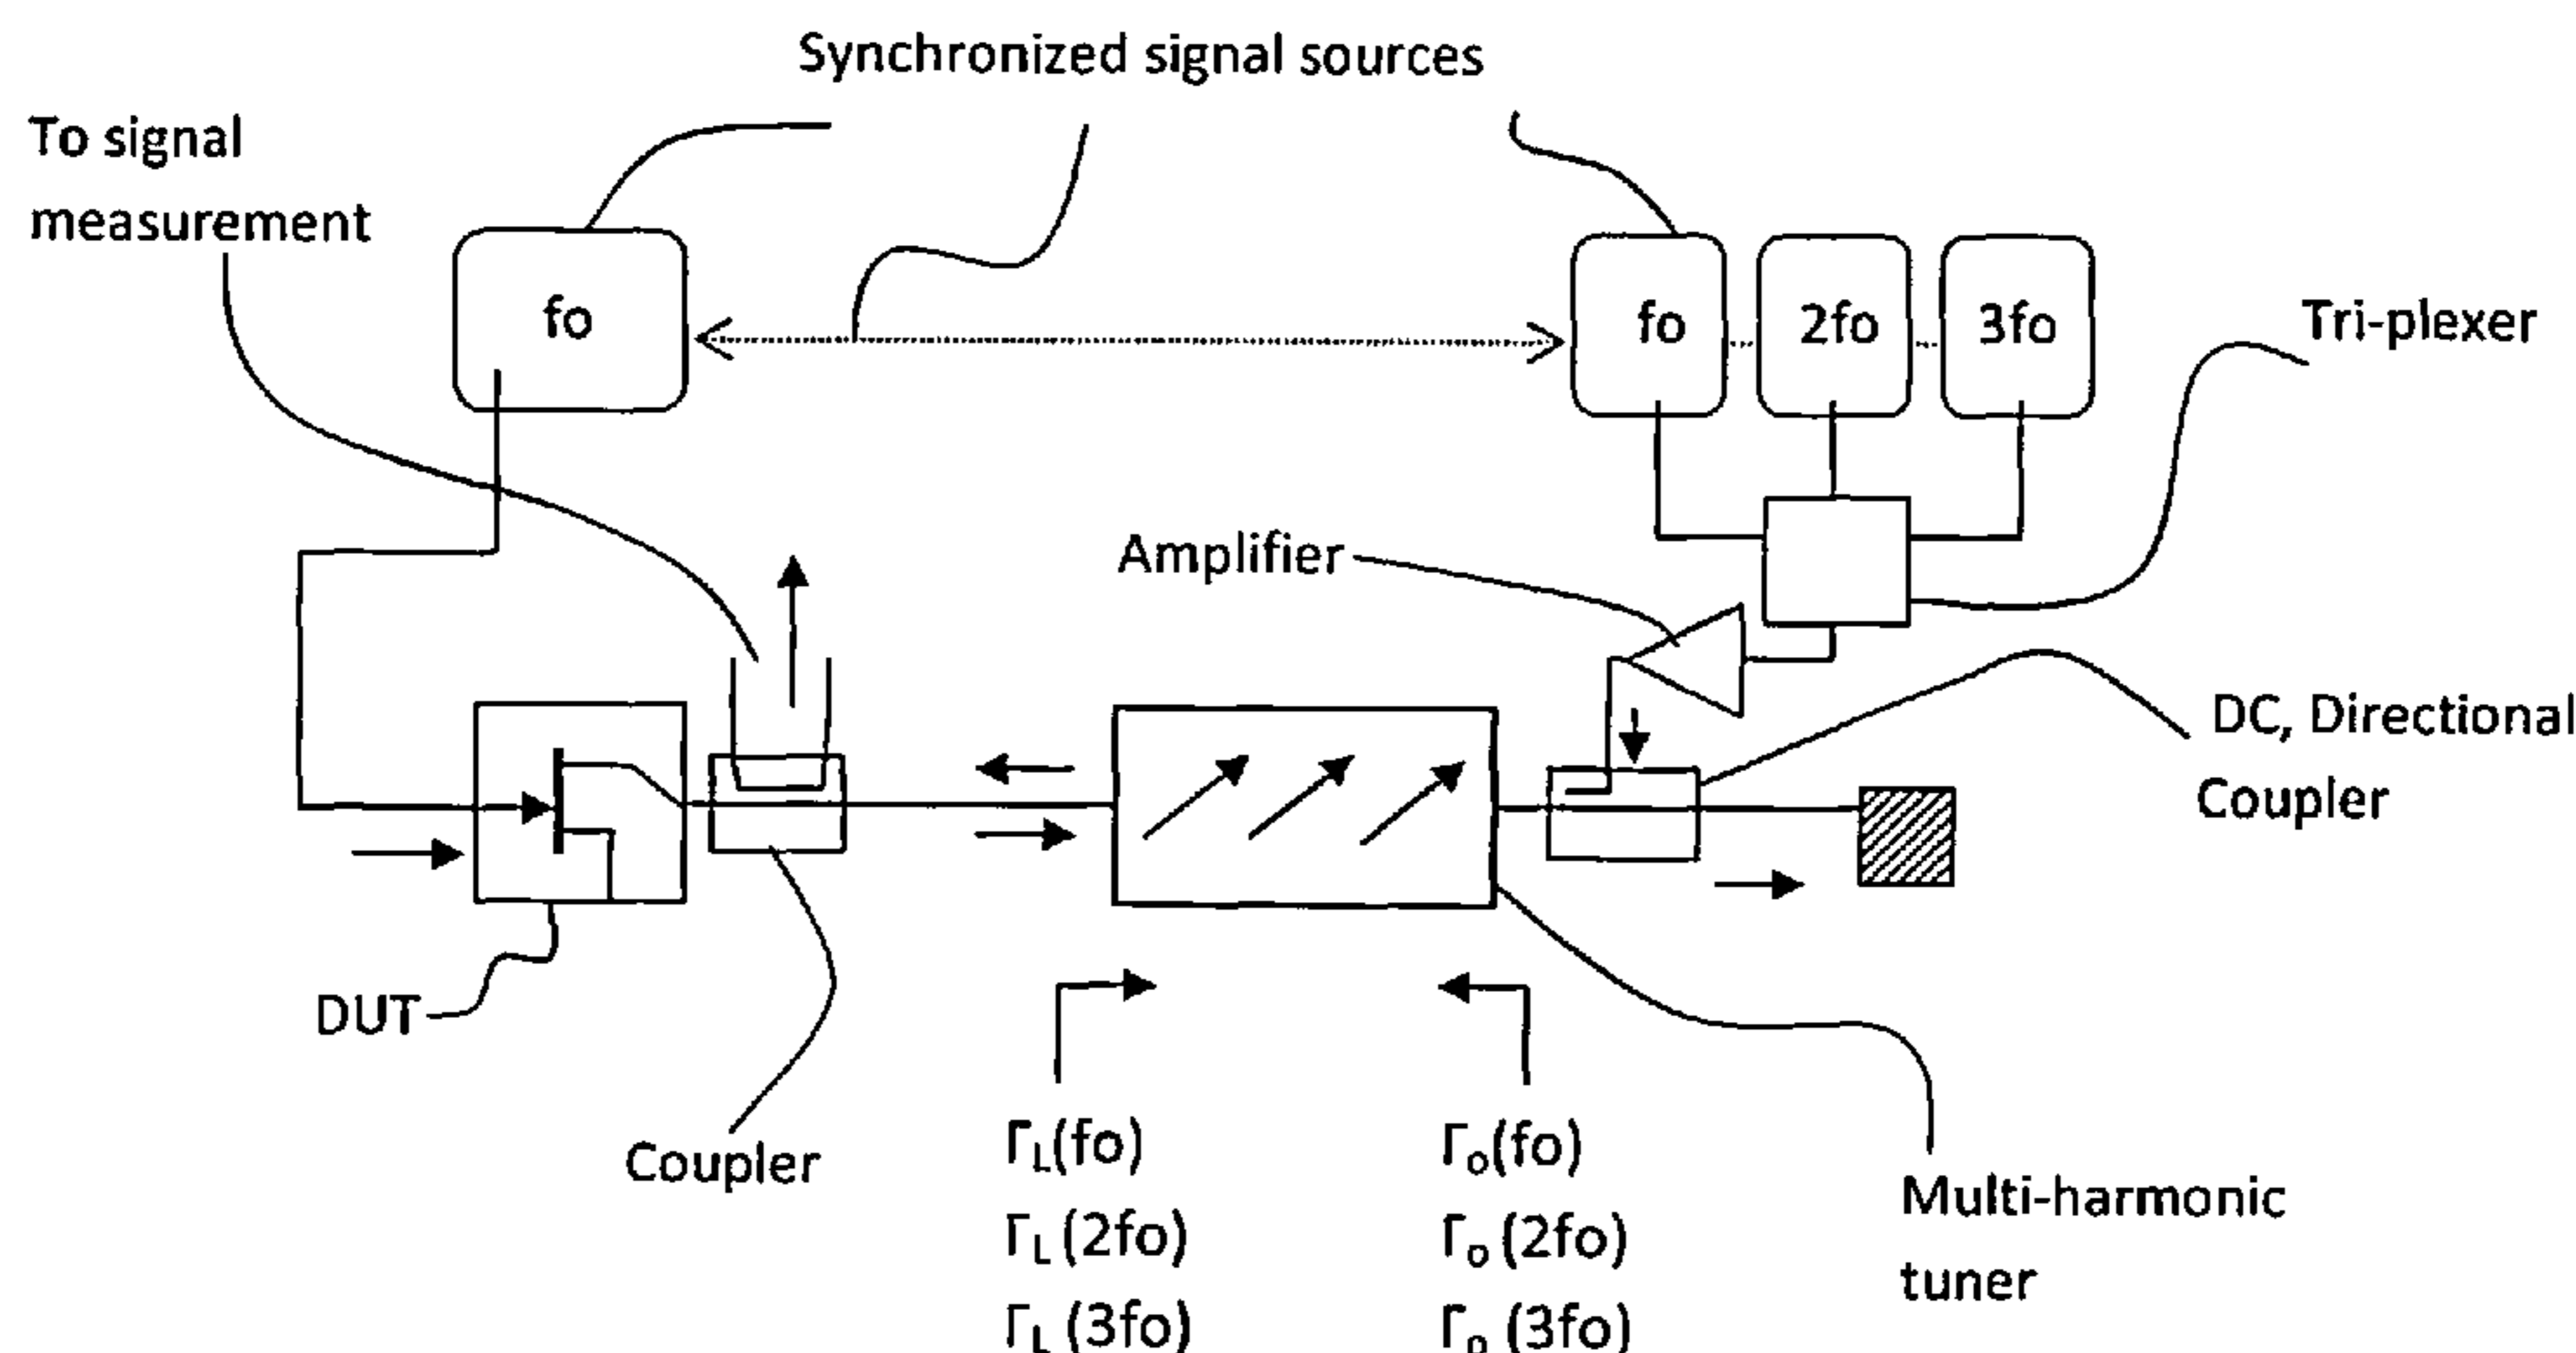 Synchronized signal sources
To signal
measurement
fo
fo
2fo
3fo
Tri-plexer
Amplifier
DC, Directional
Coupler
DUT
Coupler
ΓL(fo)
ΓL (2fo)
ΓL (3fo)
Γo(fo)
Γo (2fo)
Γo (3fo)
Multi-harmonic
tuner